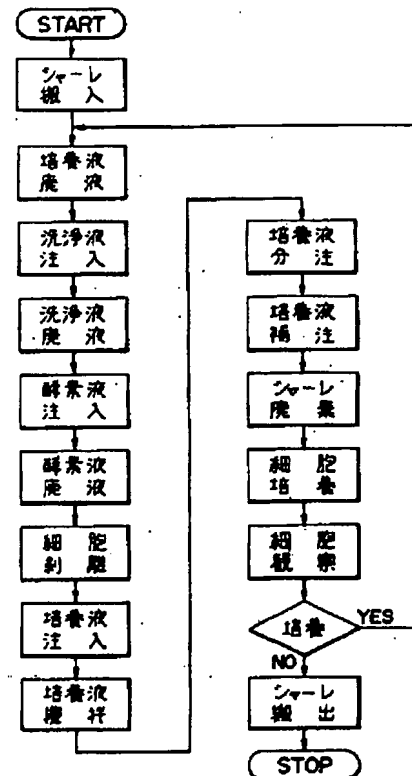 START
シャーレ
搬 入
培養液
廃 液
洗浄液
注 入
洗浄液
廃 液
酵素液
注 入
酵素液
廃 液
細 胞
剥 離
培養液
注 入
培養液
攪 拌
培養液
分 注
培養液
補 注
シャーレ
廃 棄
細 胞
培 養
細 胞
観 察
培養
YES
NO
シャーレ
搬 出
STOP